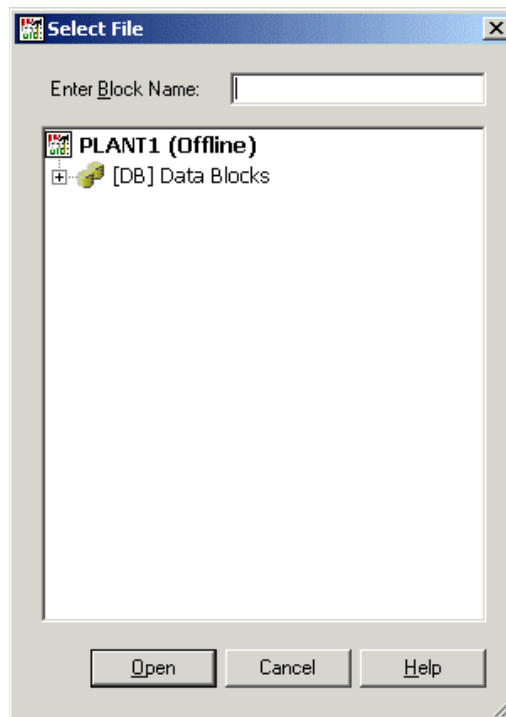 Select File
Enter Block Name:
PLANT1 (Offline)
[DB] Data Blocks
Open Cancel Help